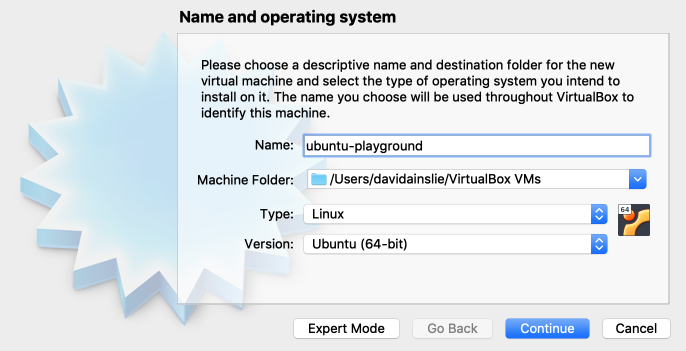 Name and operating system
Please choose a descriptive name and destination folder for the new
virtual machine and select the type of operating system you intend to
install on it. The name you choose will be used throughout VirtualBox to
identify this machine.
Name: ubuntu-playground
Machine Folder: /Users/davidainslie/VirtualBox VMs
Type: Linux
64
Version: Ubuntu (64-bit)
Expert Mode Go Back Continue Cancel